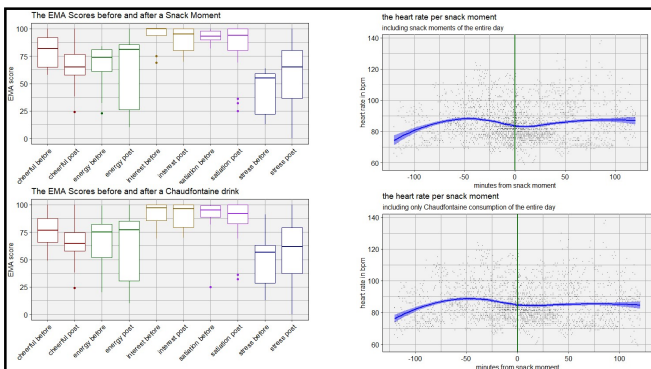 The EMA Scores before and after a Snack Moment
EMA score
100
75
50
25
0
cheerful before
cheerful post
energy before
energy post
interest before
interest post
satiation before
satiation post
stress before
stress post
the heart rate per snack moment
including snack moments of the entire day
heart rate in bpm
140
120
100
80
60
-100
-50
0
50
100
minutes from snack moment
The EMA Scores before and after a Chaudfontaine drink
EMA score
100
75
50
25
0
cheerful before
cheerful post
energy before
energy post
interest before
interest post
satiation before
satiation post
stress before
stress post
the heart rate per snack moment
including only Chaudfontaine consumption of the entire day
heart rate in bpm
140
120
100
80
60
-100
-50
0
50
100
minutes from snack moment